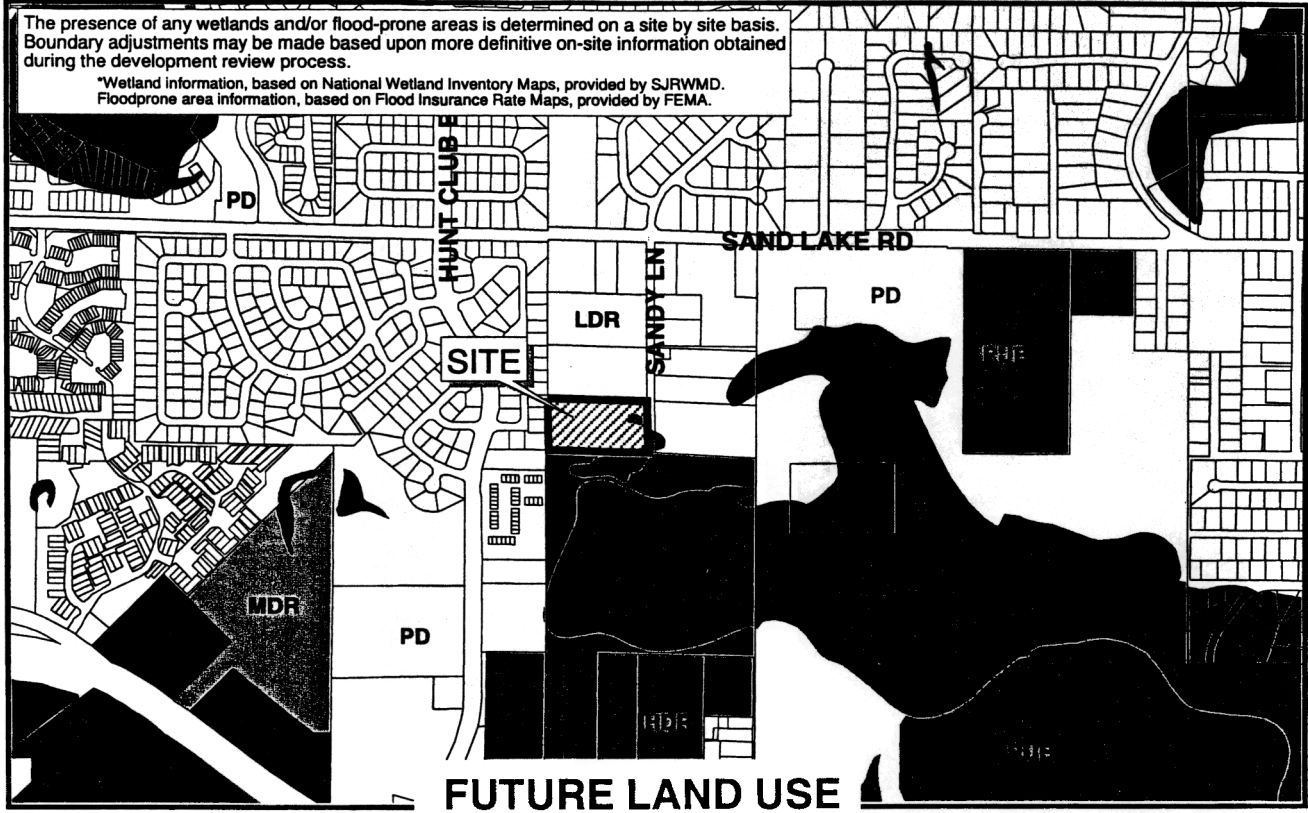 The presence of any wetlands and/or flood-prone areas is determined on a site by site basis.
Boundary adjustments may be made based upon more definitive on-site information obtained
during the development review process.
*Wetland information, based on National Wetland Inventory Maps, provided by SJRWMD.
Floodprone area information, based on Flood Insurance Rate Maps, provided by FEMA.
HUNT CLUB
PD
SAND LAKE RD
SANDY LN
PD
LDR
SITE
MDR
PD
FUTURE LAND USE